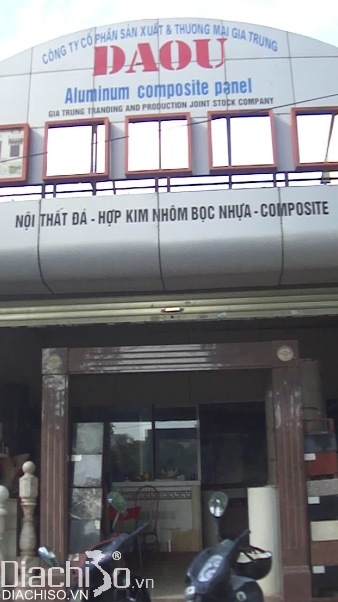 CÔNG TY CỔ PHẦN SẢN XUẤT & THƯƠNG MẠI GIA TRUNG
DAOU
Aluminum composite panel
GIA TRUNG TRANDING AND PRODUCTION JOINT STOCK COMPANY
NỘI THẤT ĐÁ - HỢP KIM NHÔM BỌC NHỰA - COMPOSITE
DiaChiSo.vn
DIACHISO.VN